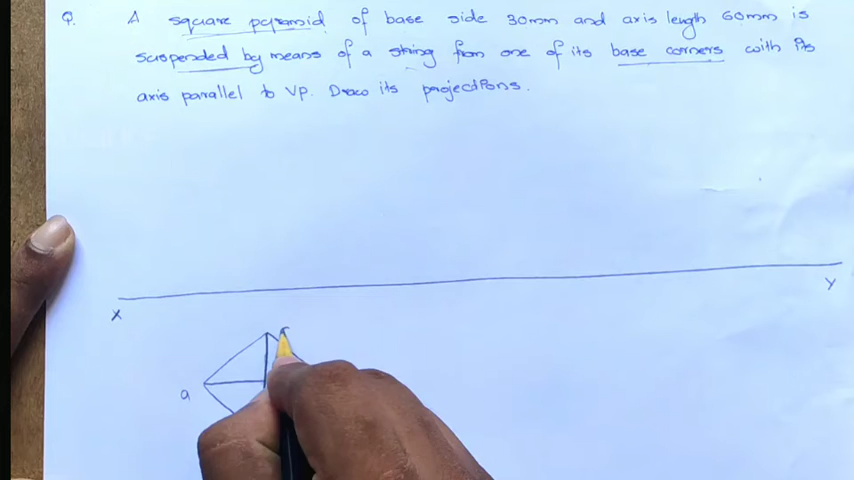 Q. A square pyramid of base side 30mm and axis length 60mm is
suspended by means of a string from one of its base corners with its
axis parallel to VP. Draw its projections.
X
Y
a